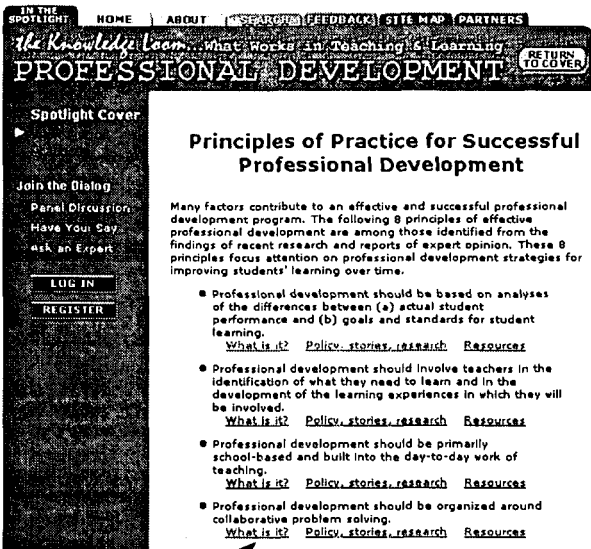 IN THE
SPOTLIGHT
HOME
ABOUT
SEARCH
FEEDBACK
SITE MAP
PARTNERS
the Knowledge Loom...What Works in Teaching & Learning
PROFESSIONAL DEVELOPMENT
RETURN
TO COVER
Spotlight Cover
Join the Dialog
Panel Discussion
Have Your Say
Ask an Expert
LOG IN
REGISTER
Principles of Practice for Successful
Professional Development
Many factors contribute to an effective and successful professional
development program. The following 8 principles of effective
professional development are among those identified from the
findings of recent research and reports of expert opinion. These 8
principles focus attention on professional development strategies for
improving students' learning over time.
Professional development should be based on analyses
of the differences between (a) actual student
performance and (b) goals and standards for student
learning.
What is it? Policy, stories, research Resources
Professional development should involve teachers in the
identification of what they need to learn and in the
development of the learning experiences in which they will
be involved.
What is it? Policy, stories, research Resources
Professional development should be primarily
school-based and built into the day-to-day work of
teaching.
What is it? Policy, stories, research Resources
Professional development should be organized around
collaborative problem solving.
What is it? Policy, stories, research Resources